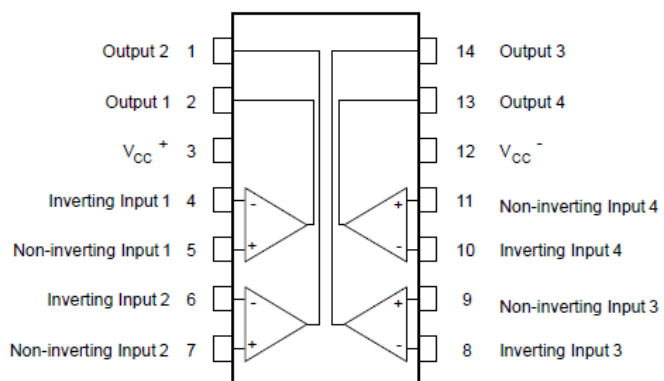 Output 2 1
Output 1 2
VCC+ 3
Inverting Input 1 4
Non-inverting Input 1 5
Inverting Input 2 6
Non-inverting Input 2 7
14 Output 3
13 Output 4
12 VCC-
11 Non-inverting Input 4
10 Inverting Input 4
9 Non-inverting Input 3
8 Inverting Input 3
-
+
-
+
+
-
+
-